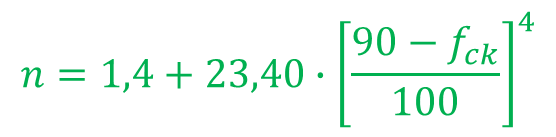 n = 1,4 + 23,40 · [(90 − f_ck)/100]^4